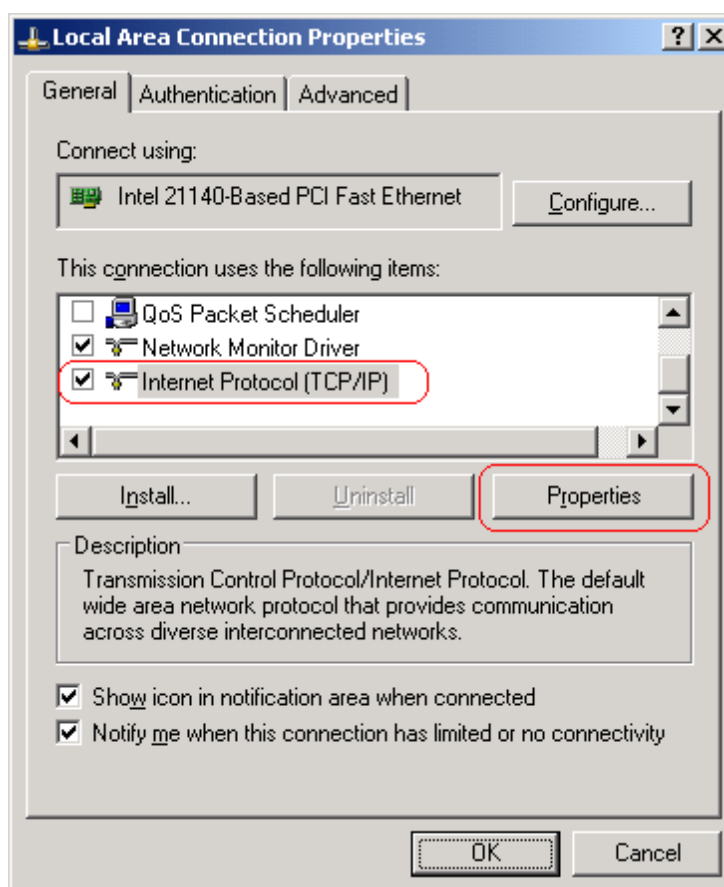 Local Area Connection Properties
General
Authentication
Advanced
Connect using:
Intel 21140-Based PCI Fast Ethernet
Configure...
This connection uses the following items:
QoS Packet Scheduler
Network Monitor Driver
Internet Protocol (TCP/IP)
Install...
Uninstall
Properties
Description
Transmission Control Protocol/Internet Protocol. The default
wide area network protocol that provides communication
across diverse interconnected networks.
Show icon in notification area when connected
Notify me when this connection has limited or no connectivity
OK
Cancel